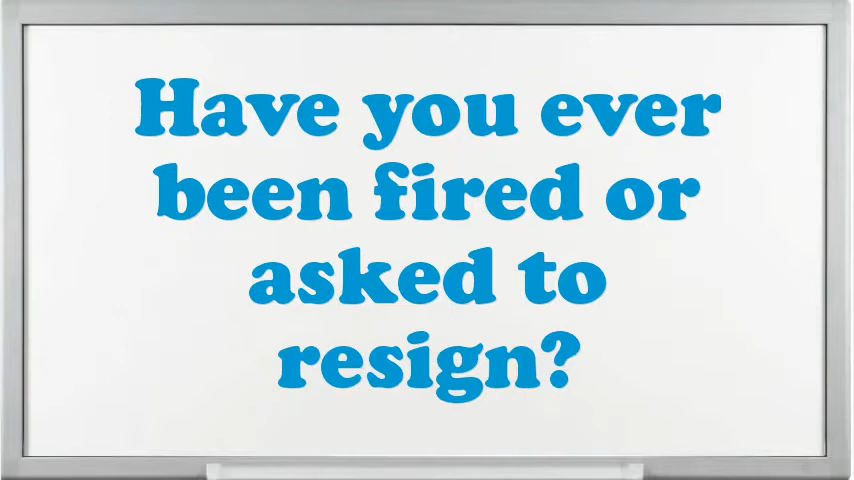 Have you ever
been fired or
asked to
resign?